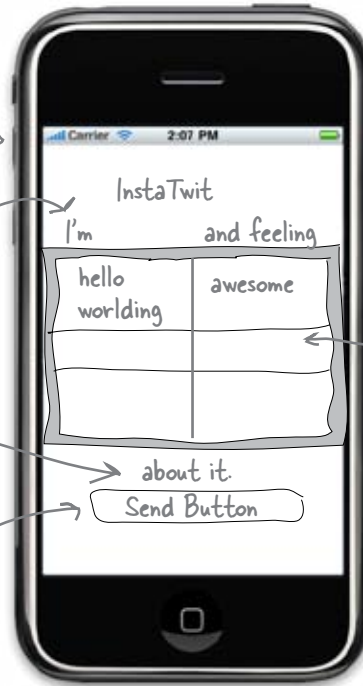 Carrier 2:07 PM
InstaTwit
I'm and feeling
hello worlding awesome
about it.
Send Button